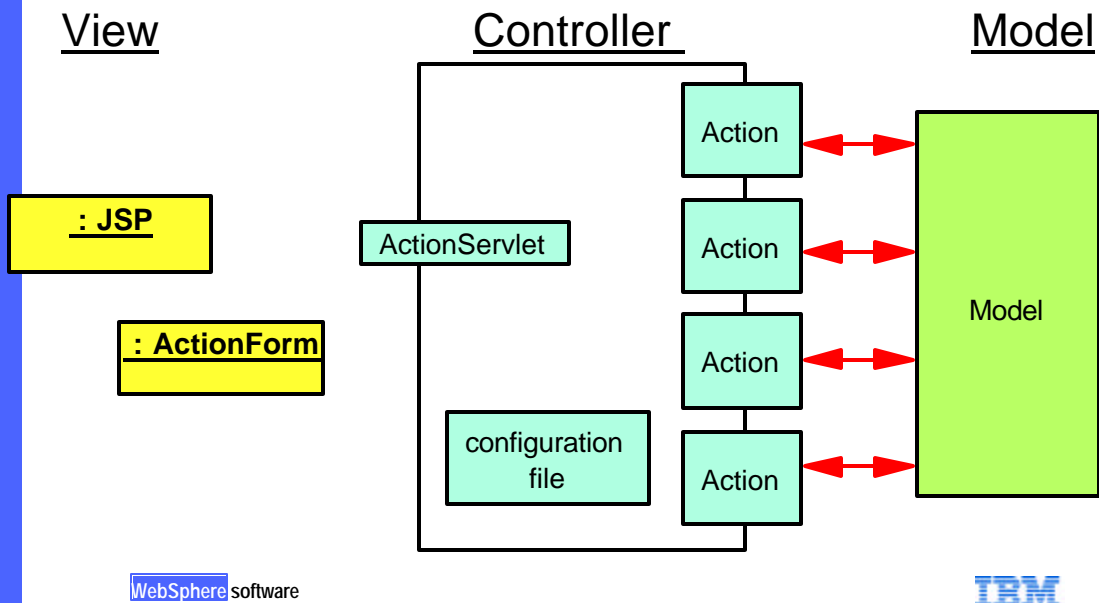 View
Controller
Model
Action
: JSP
ActionServlet
Action
Model
: ActionForm
Action
configuration
file
Action
WebSphere software
IBM